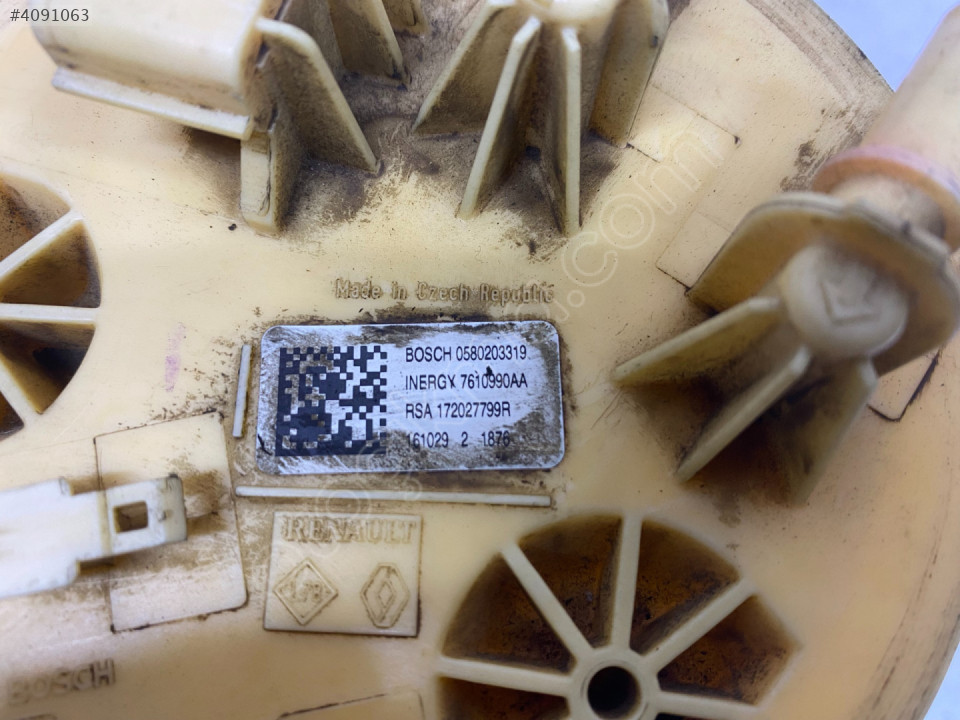 #4091063
Made in Czech Republic
BOSCH 0580203319
INERGY 7610990AA
RSA 172027799R
161029 2 1876
RENAULT
BOSCH